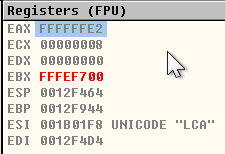 Registers (FPU)
EAX FFFFFFE2
ECX 00000008
EDX 00000000
EBX FFFEF700
ESP 0012F464
EBP 0012F944
ESI 001B01F8 UNICODE "LCA"
EDI 0012F4D4